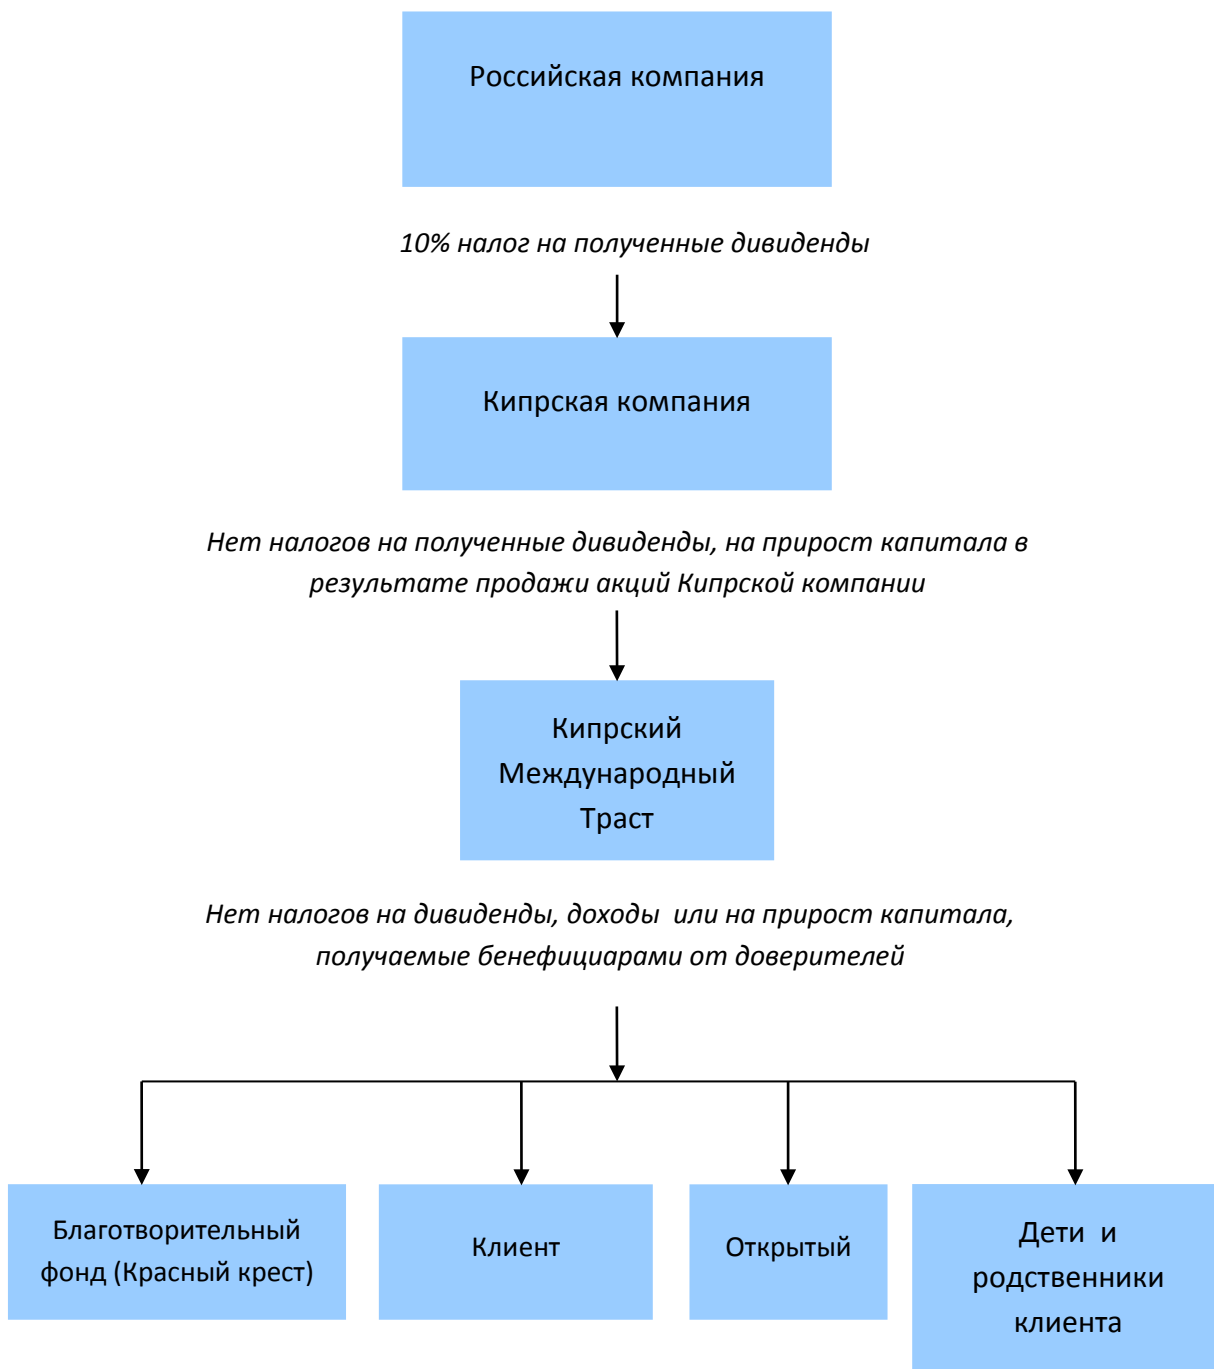 Российская компания
10% налог на полученные дивиденды
Кипрская компания
Нет налогов на полученные дивиденды, на прирост капитала в
результате продажи акций Кипрской компании
Кипрский
Международный
Траст
Нет налогов на дивиденды, доходы или на прирост капитала,
получаемые бенефициарами от доверителей
Благотворительный
фонд (Красный крест)
Клиент
Открытый
Дети и
родственники
клиента